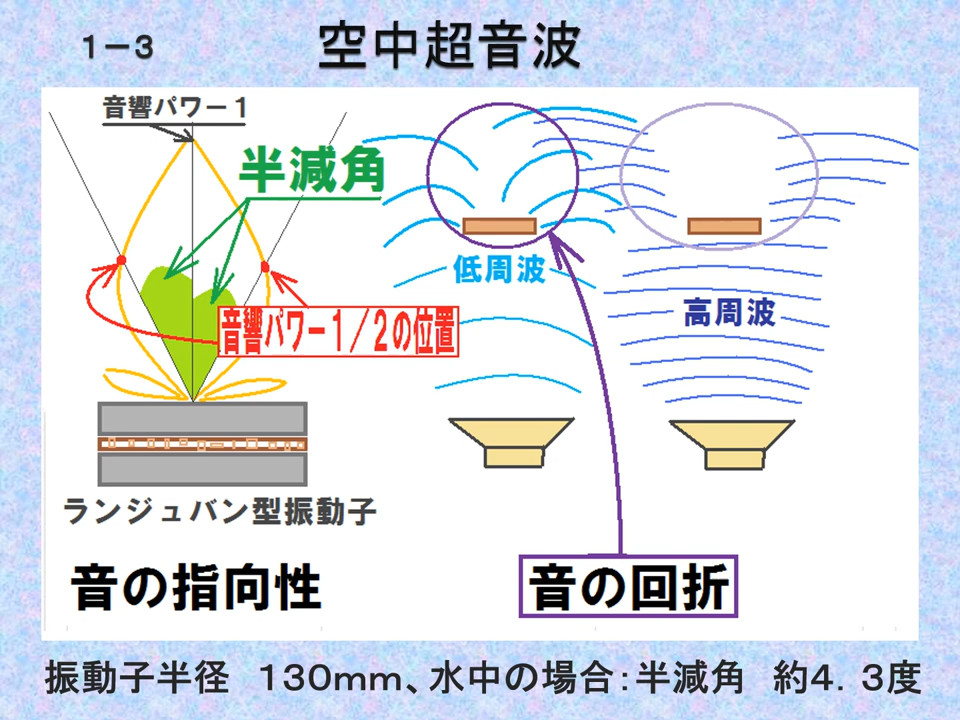 1－3
空中超音波
音響パワー１
半減角
音響パワー１／２の位置
低周波
高周波
ランジュバン型振動子
音の指向性
音の回折
振動子半径　１３０ｍｍ、水中の場合：半減角　約４．３度